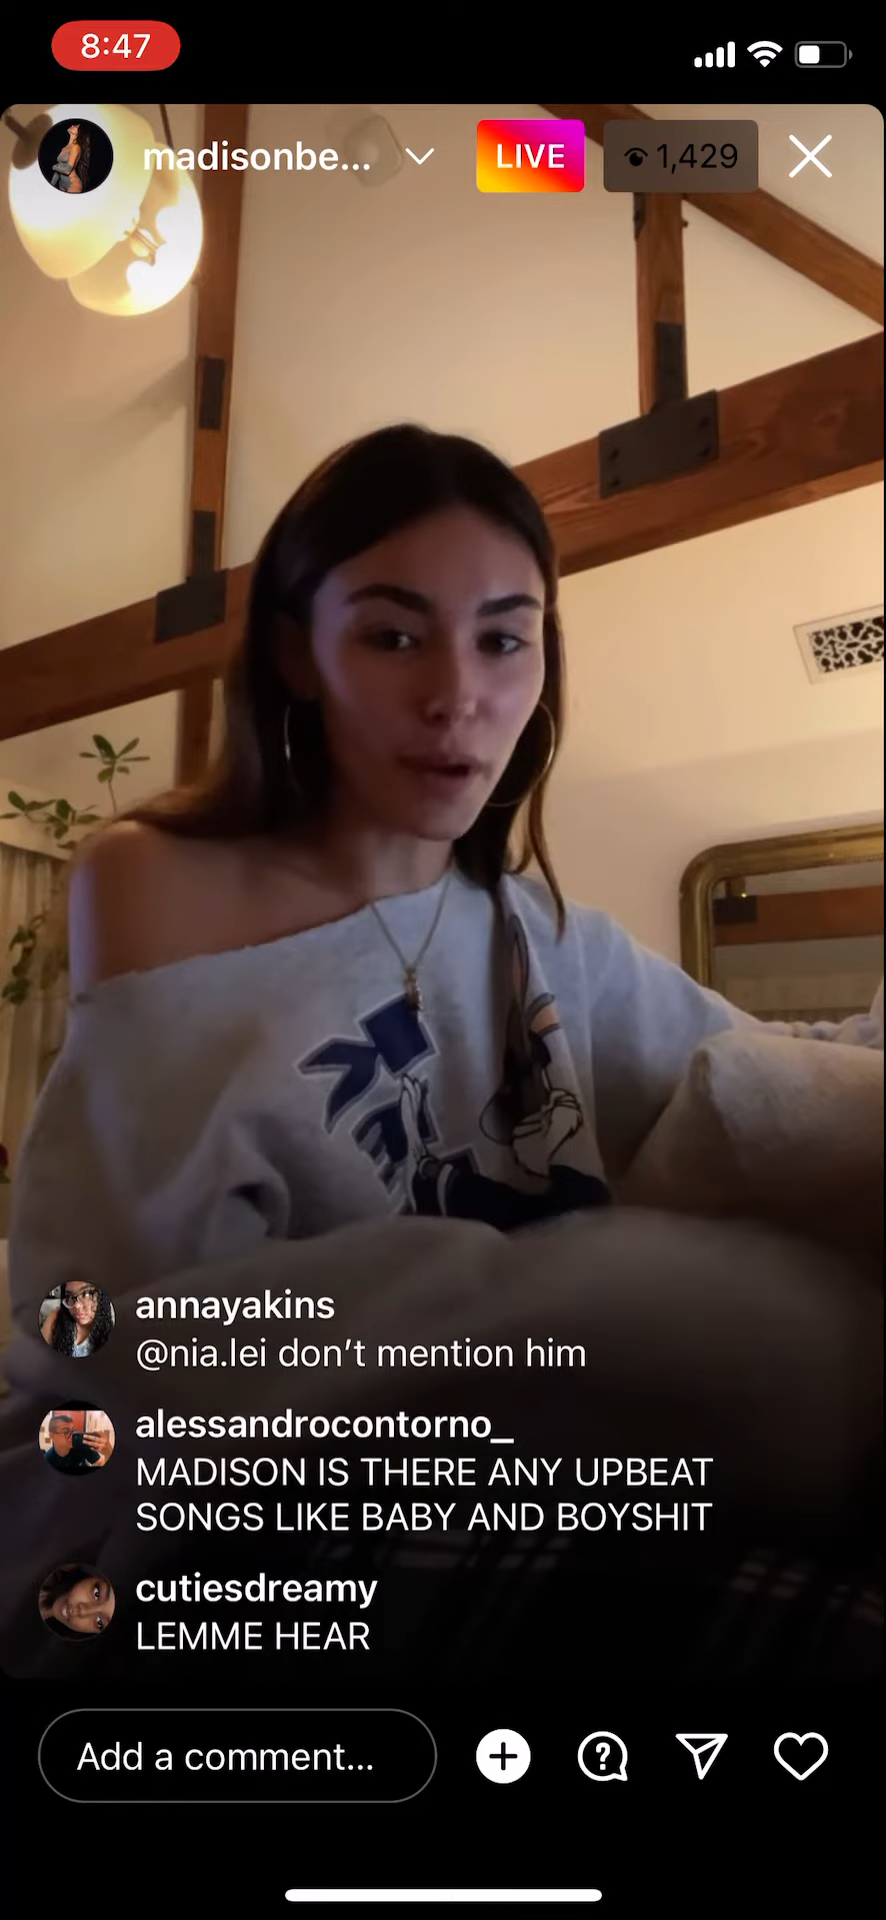 8:47
madisonbe...
LIVE
1,429
annayakins
@nia.lei don’t mention him
alessandrocontorno_
MADISON IS THERE ANY UPBEAT
SONGS LIKE BABY AND BOYSHIT
cutiesdreamy
LEMME HEAR
Add a comment...